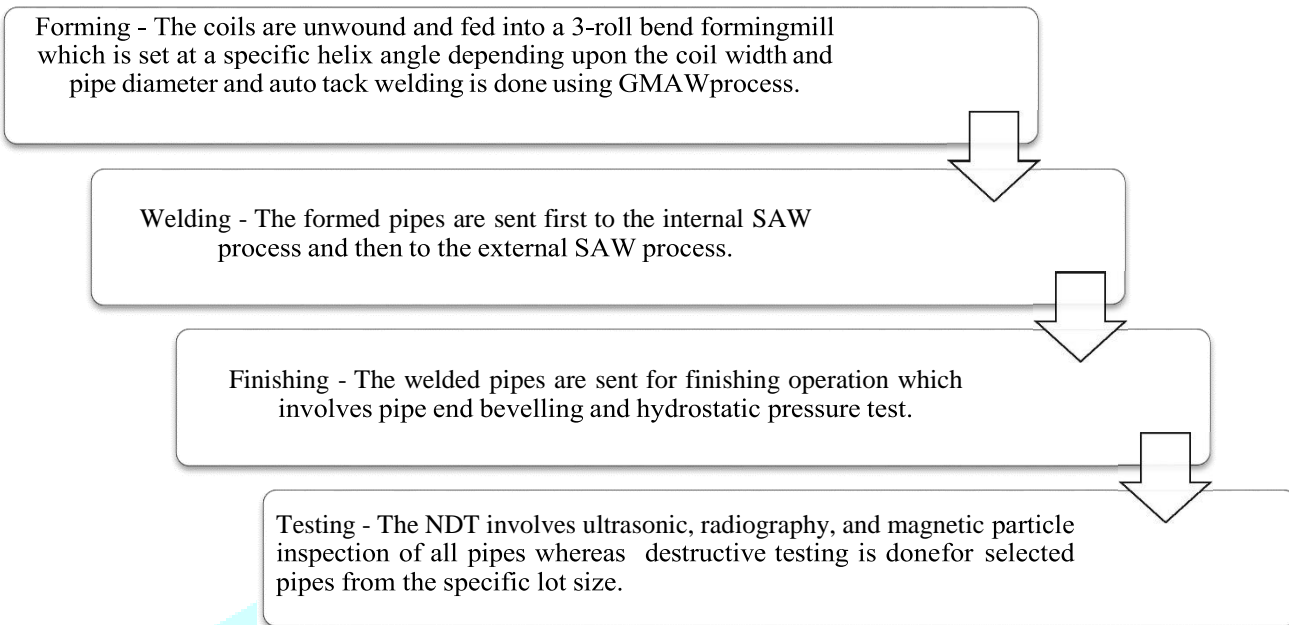 Forming - The coils are unwound and fed into a 3-roll bend formingmill
which is set at a specific helix angle depending upon the coil width and
pipe diameter and auto tack welding is done using GMAWprocess.
Welding - The formed pipes are sent first to the internal SAW
process and then to the external SAW process.
Finishing - The welded pipes are sent for finishing operation which
involves pipe end bevelling and hydrostatic pressure test.
Testing - The NDT involves ultrasonic, radiography, and magnetic particle
inspection of all pipes whereas destructive testing is donefor selected
pipes from the specific lot size.